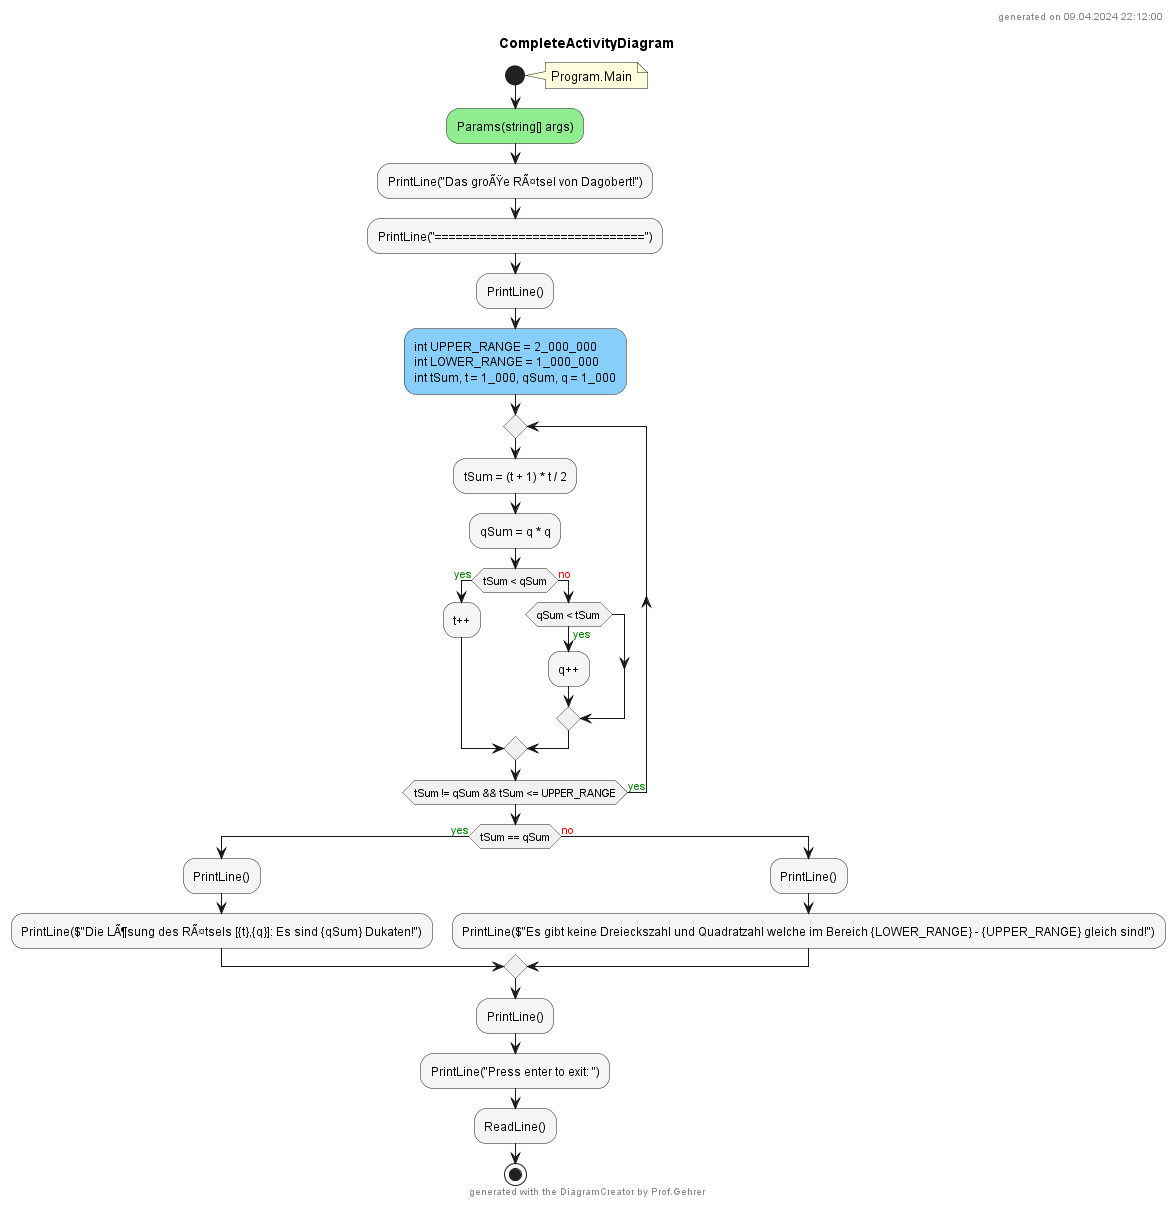 generated on 09.04.2024 22:12:00
CompleteActivityDiagram
Program.Main
Params(string[] args)
PrintLine("Das groÃŸe RÃ¤tsel von Dagobert!")
PrintLine("==============================")
PrintLine()
int UPPER_RANGE = 2_000_000
int LOWER_RANGE = 1_000_000
int tSum, t = 1_000, qSum, q = 1_000
tSum = (t + 1) * t / 2
qSum = q * q
yes
tSum < qSum
no
t++
qSum < tSum
yes
q++
tSum != qSum && tSum <= UPPER_RANGE
yes
yes
tSum == qSum
no
PrintLine()
PrintLine()
PrintLine($"Die LÃ¶sung des RÃ¤tsels [{t},{q}]: Es sind {qSum} Dukaten!")
PrintLine($"Es gibt keine Dreieckszahl und Quadratzahl welche im Bereich {LOWER_RANGE} - {UPPER_RANGE} gleich sind!")
PrintLine()
PrintLine("Press enter to exit: ")
ReadLine()
generated with the DiagramCreator by Prof.Gehrer